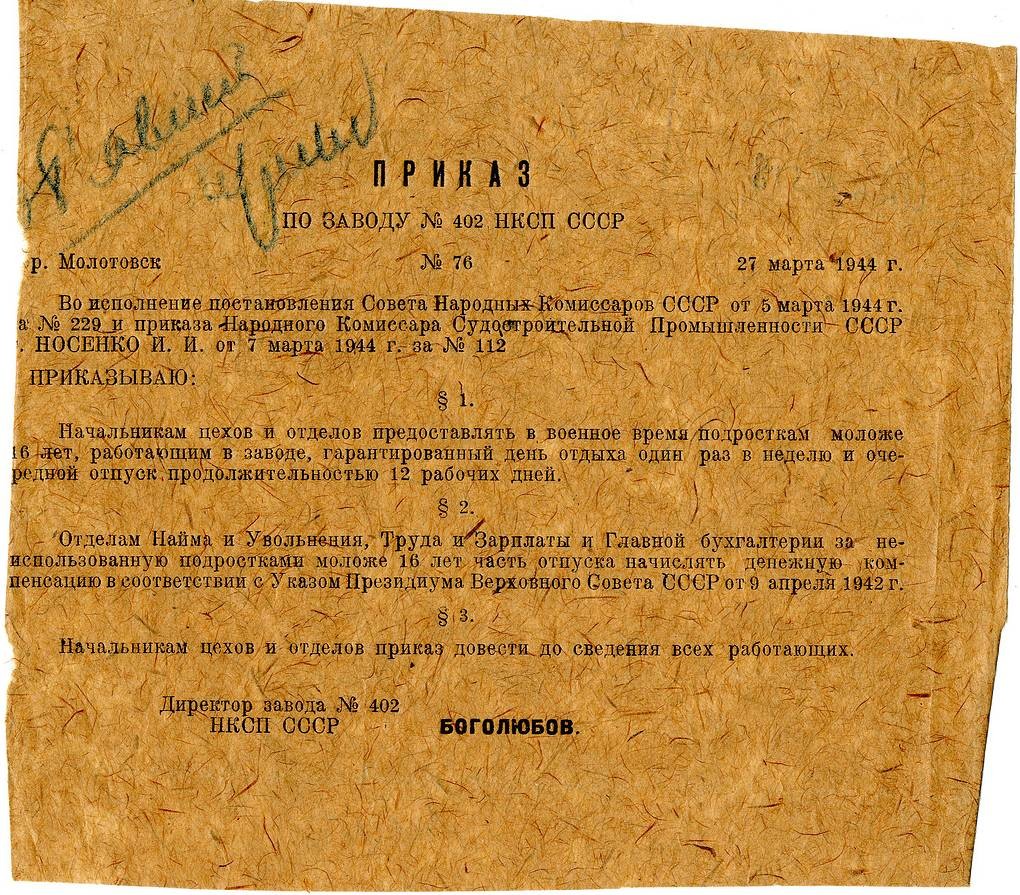 ПРИКАЗ
ПО ЗАВОДУ № 402 НКСП СССР
р. Молотовск № 76 27 марта 1944 г.
Во исполнение постановления Совета Народных Комиссаров СССР от 5 марта 1944 г.
а № 229 и приказа Народного Комиссара Судостроительной Промышленности СССР
. НОСЕНКО И. И. от 7 марта 1944 г. за № 112
ПРИКАЗЫВАЮ:
§ 1.
Начальникам цехов и отделов предоставлять в военное время подросткам моложе
16 лет, работающим в заводе, гарантированный день отдыха один раз в неделю и оче-
редной отпуск продолжительностью 12 рабочих дней.
§ 2.
Отделам Найма и Увольнения, Труда и Зарплаты и Главной бухгалтерии за не-
использованную подростками моложе 16 лет часть отпуска начислять денежную ком-
пенсацию в соответствии с Указом Президиума Верховного Совета СССР от 9 апреля 1942 г.
§ 3.
Начальникам цехов и отделов приказ довести до сведения всех работающих.
Директор завода № 402
НКСП СССР БОГОЛЮБОВ.